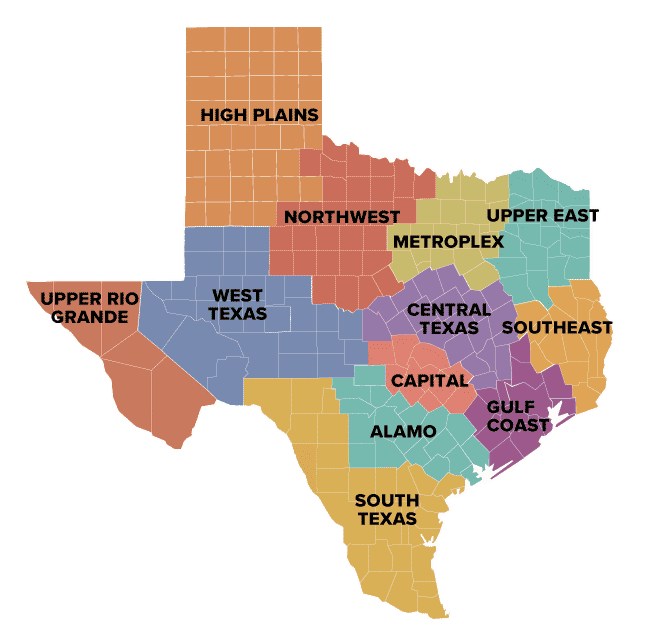 HIGH PLAINS
NORTHWEST
UPPER EAST
METROPLEX
UPPER RIO
GRANDE
WEST
TEXAS
CENTRAL
TEXAS
SOUTHEAST
CAPITAL
GULF
COAST
ALAMO
SOUTH
TEXAS